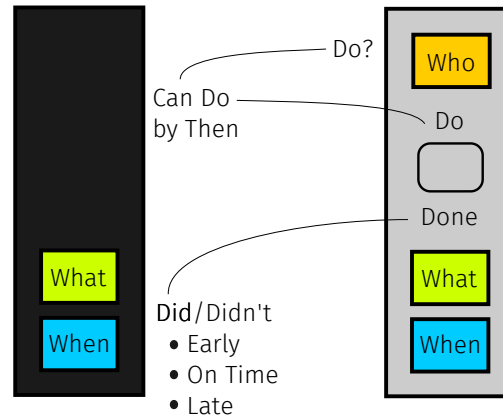 Do?
Who
Can Do
by Then
Do
Done
What
What
Did/Didn't
When
When
• Early
• On Time
• Late